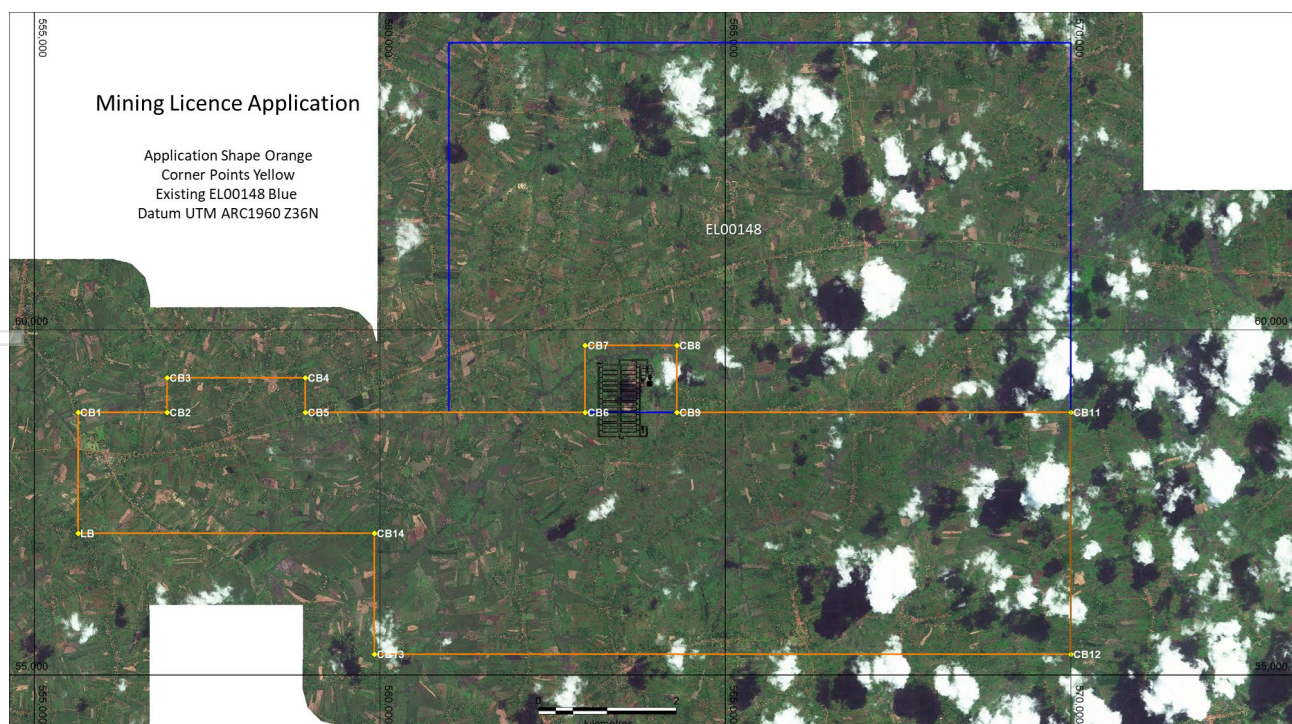 555,000
560,000
565,000
570,000
Mining Licence Application
Application Shape Orange
Corner Points Yellow
Existing EL00148 Blue
Datum UTM ARC1960 Z36N
EL00148
60,000
60,000
CB7
CB8
CB3
CB4
CB1
CB2
CB5
CB6
CB9
CB11
LB
CB14
CB13
CB12
55,000
55,000
555,000
560,000
565,000
570,000
0
2
kilometres